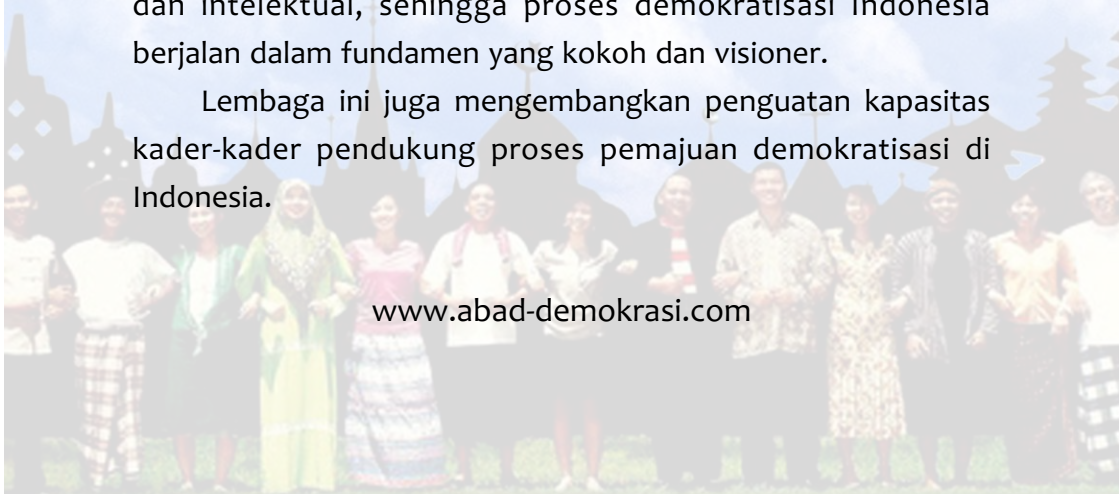 dan intelektual, sehingga proses demokratisasi Indonesia
berjalan dalam fundamen yang kokoh dan visioner.
Lembaga ini juga mengembangkan penguatan kapasitas
kader-kader pendukung proses pemajuan demokratisasi di
Indonesia.
www.abad-demokrasi.com